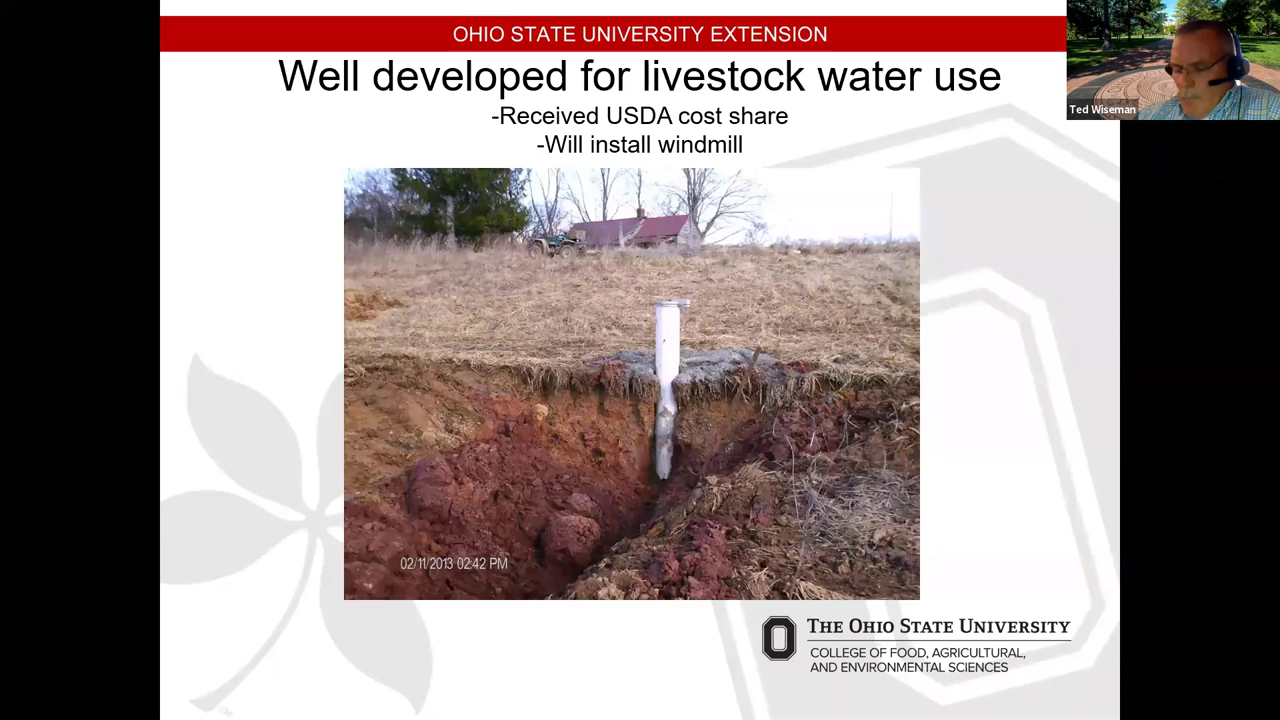 OHIO STATE UNIVERSITY EXTENSION
Well developed for livestock water use
-Received USDA cost share
-Will install windmill
Ted Wiseman
02/11/2013 02:42 PM
THE OHIO STATE UNIVERSITY
COLLEGE OF FOOD, AGRICULTURAL,
AND ENVIRONMENTAL SCIENCES